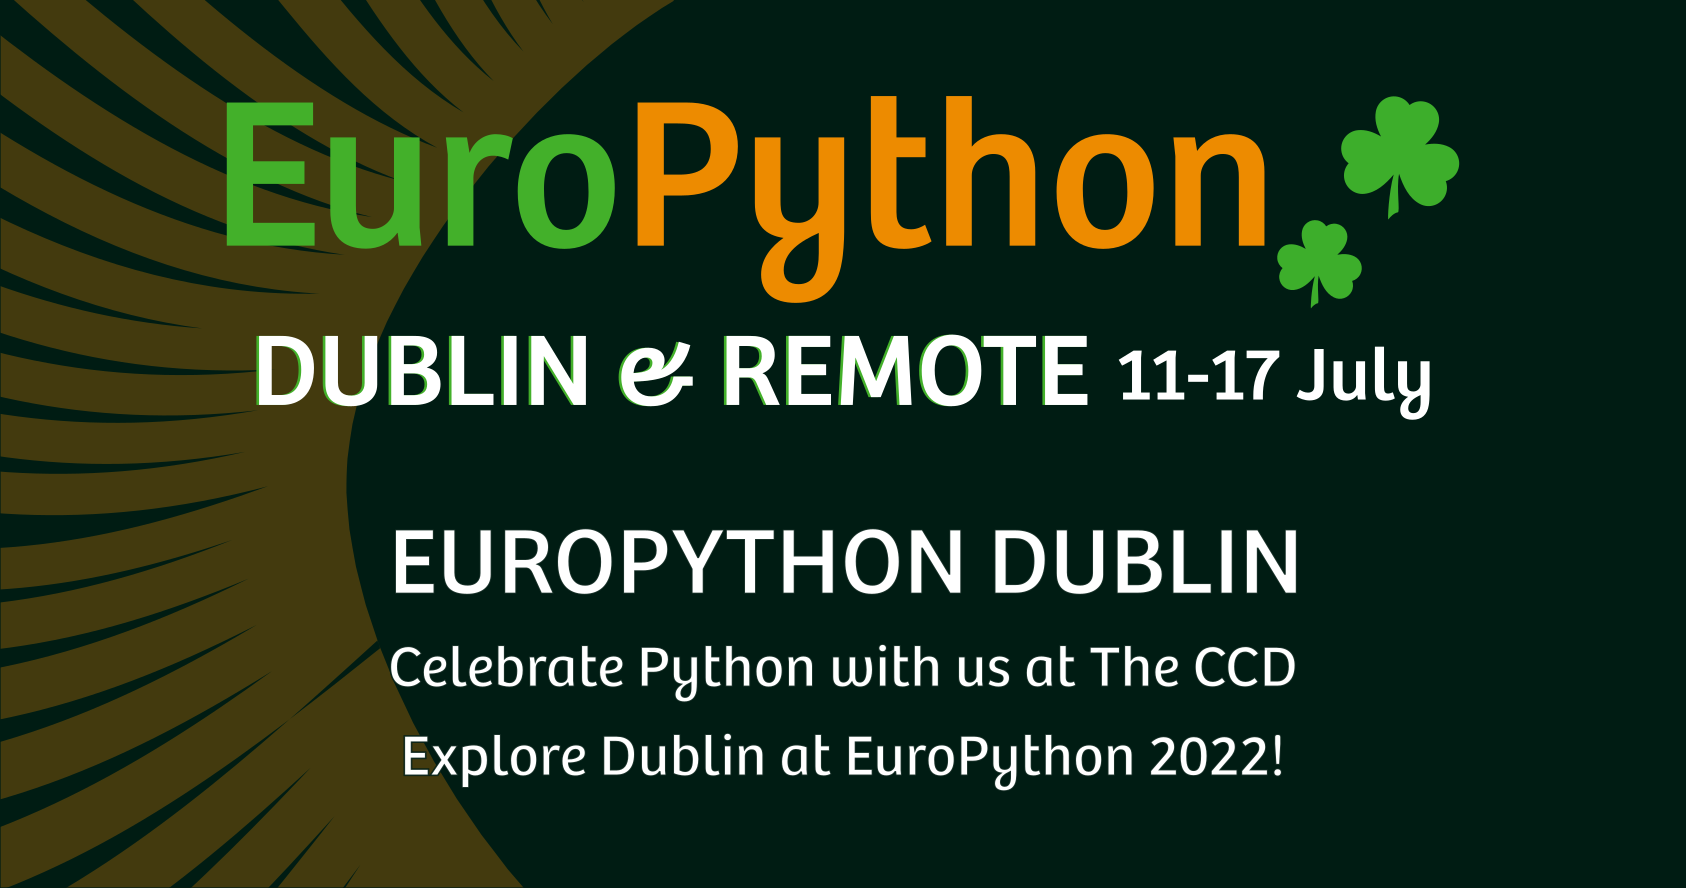 EuroPython
DUBLIN & REMOTE 11-17 July
EUROPYTHON DUBLIN
Celebrate Python with us at The CCD
Explore Dublin at EuroPython 2022!